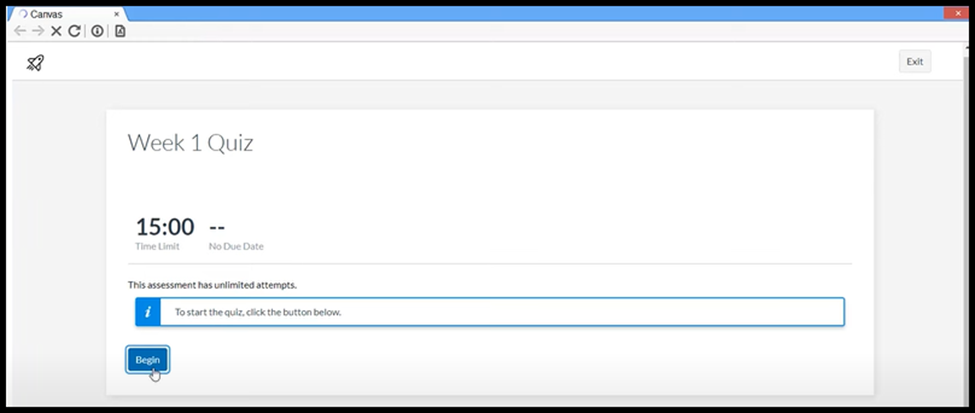 Canvas
Exit
Week 1 Quiz
15:00 --
Time Limit No Due Date
This assessment has unlimited attempts.
i To start the quiz, click the button below.
Begin